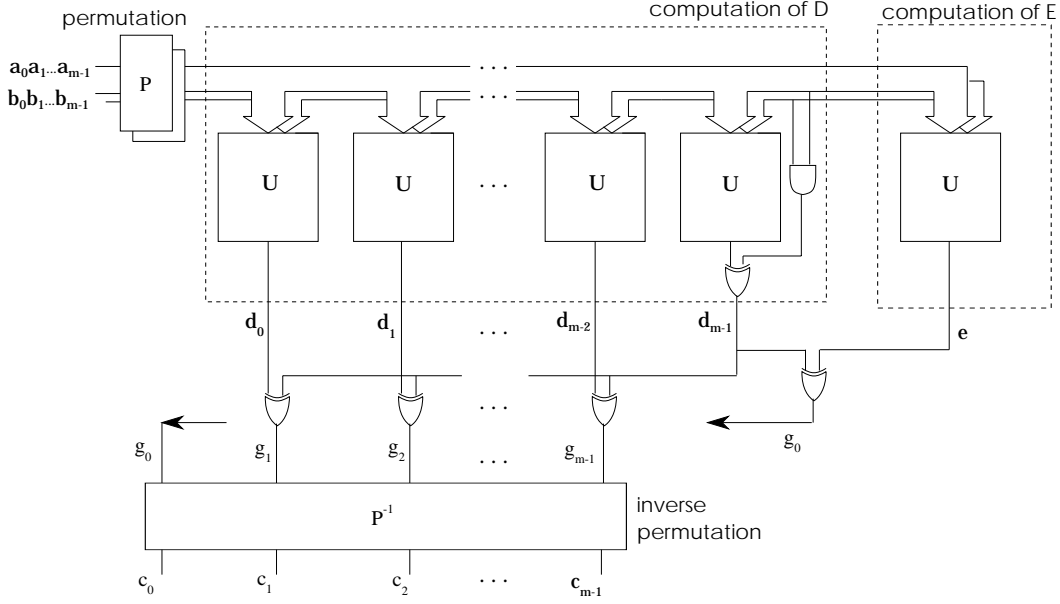 permutation
computation of D
computation of E
a0a1...am-1
b0b1...bm-1
P
. . .
. . .
U U . . . U U U
d0 d1 . . . dm-2 dm-1 e
. . .
g0 g1 g2 . . . gm-1 g0
P-1
inverse
permutation
c0 c1 c2 . . . cm-1